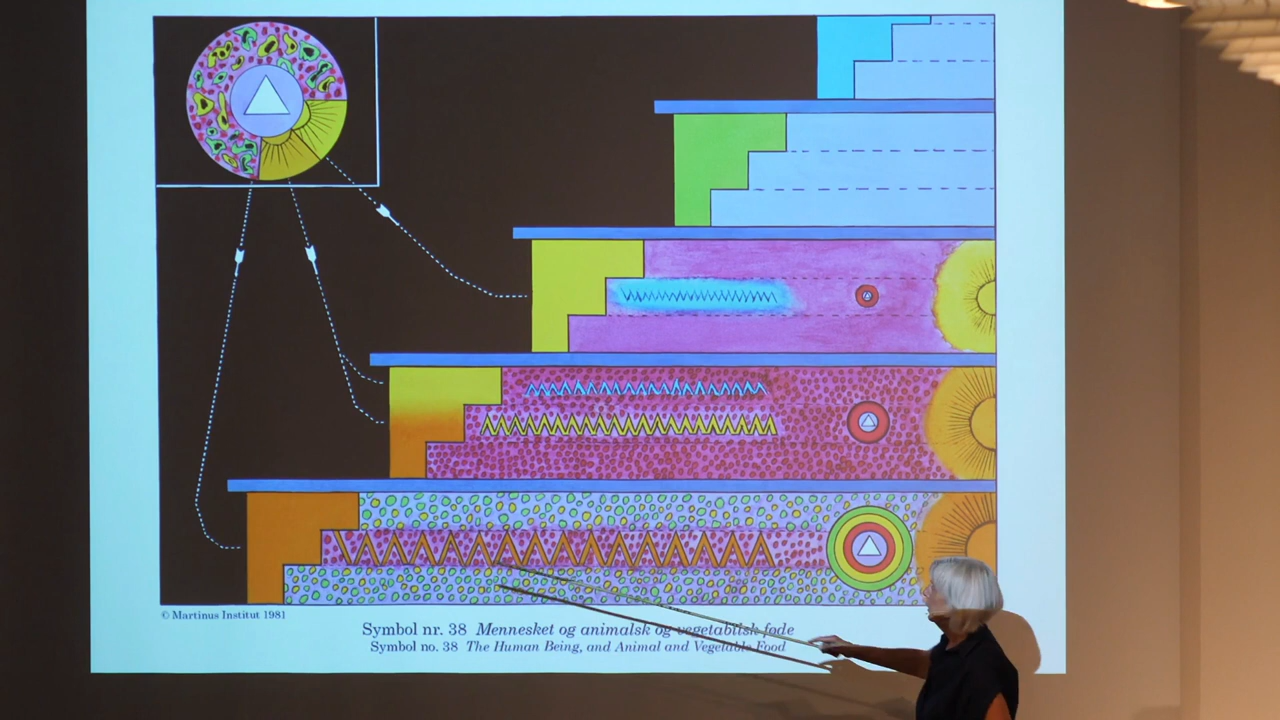 © Martinus Institut 1981
Symbol nr. 38 Mennesket og animalsk og vegetabilsk føde
Symbol no. 38 The Human Being, and Animal and Vegetable Food